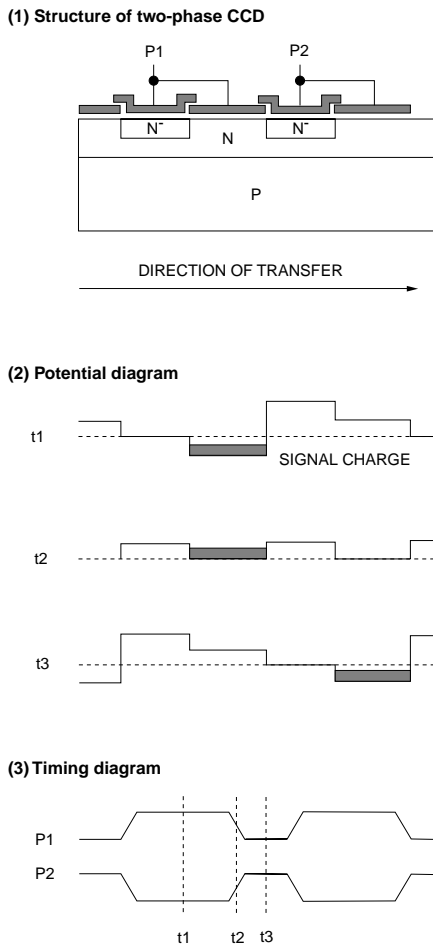 (1) Structure of two-phase CCD
P1 P2
N⁻ N⁻
N
P
DIRECTION OF TRANSFER
(2) Potential diagram
t1
SIGNAL CHARGE
t2
t3
(3) Timing diagram
P1
P2
t1 t2 t3